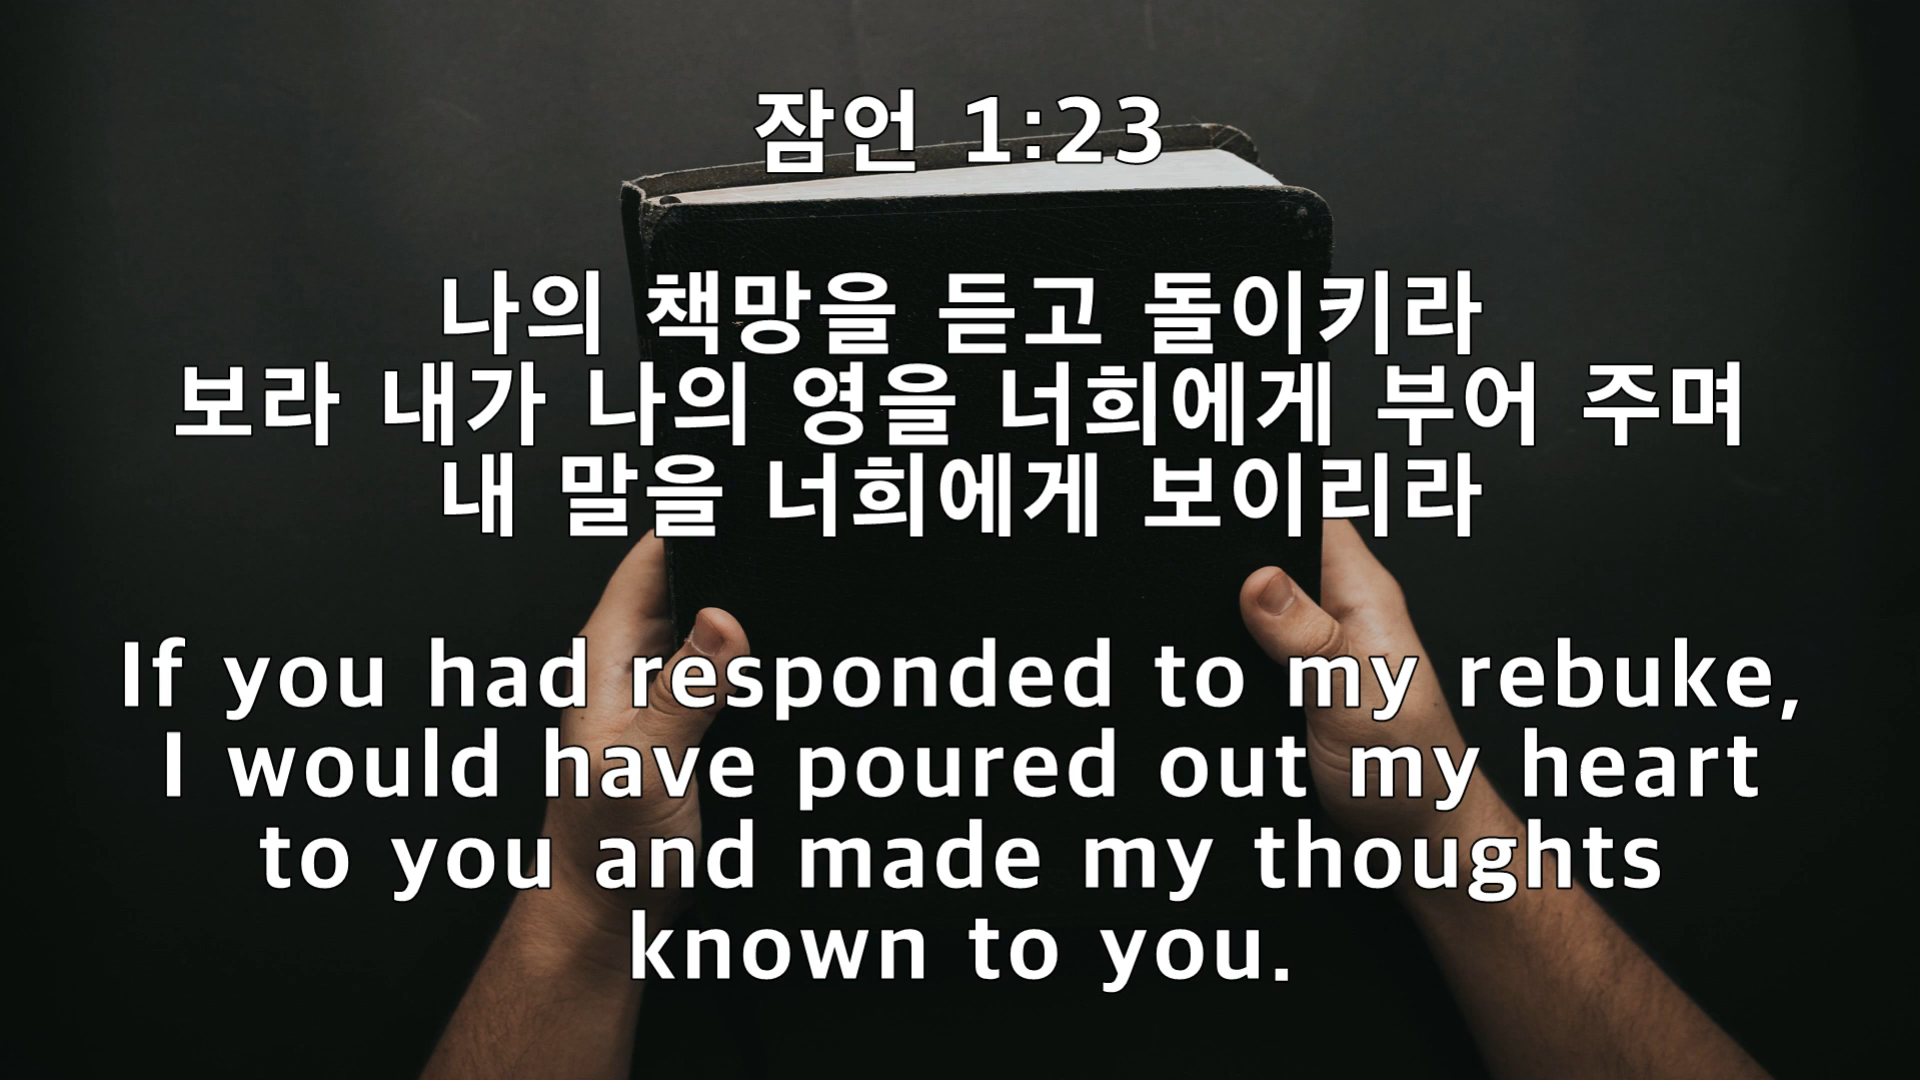 잠언 1:23
나의 책망을 듣고 돌이키라
보라 내가 나의 영을 너희에게 부어 주며
내 말을 너희에게 보이리라
If you had responded to my rebuke,
I would have poured out my heart
to you and made my thoughts
known to you.